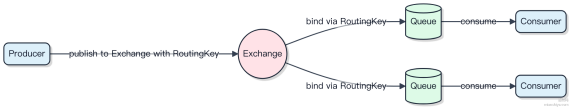 Producer
publish to Exchange with RoutingKey
Exchange
bind via RoutingKey
Queue
consume
Consumer
bind via RoutingKey
Queue
consume
Consumer